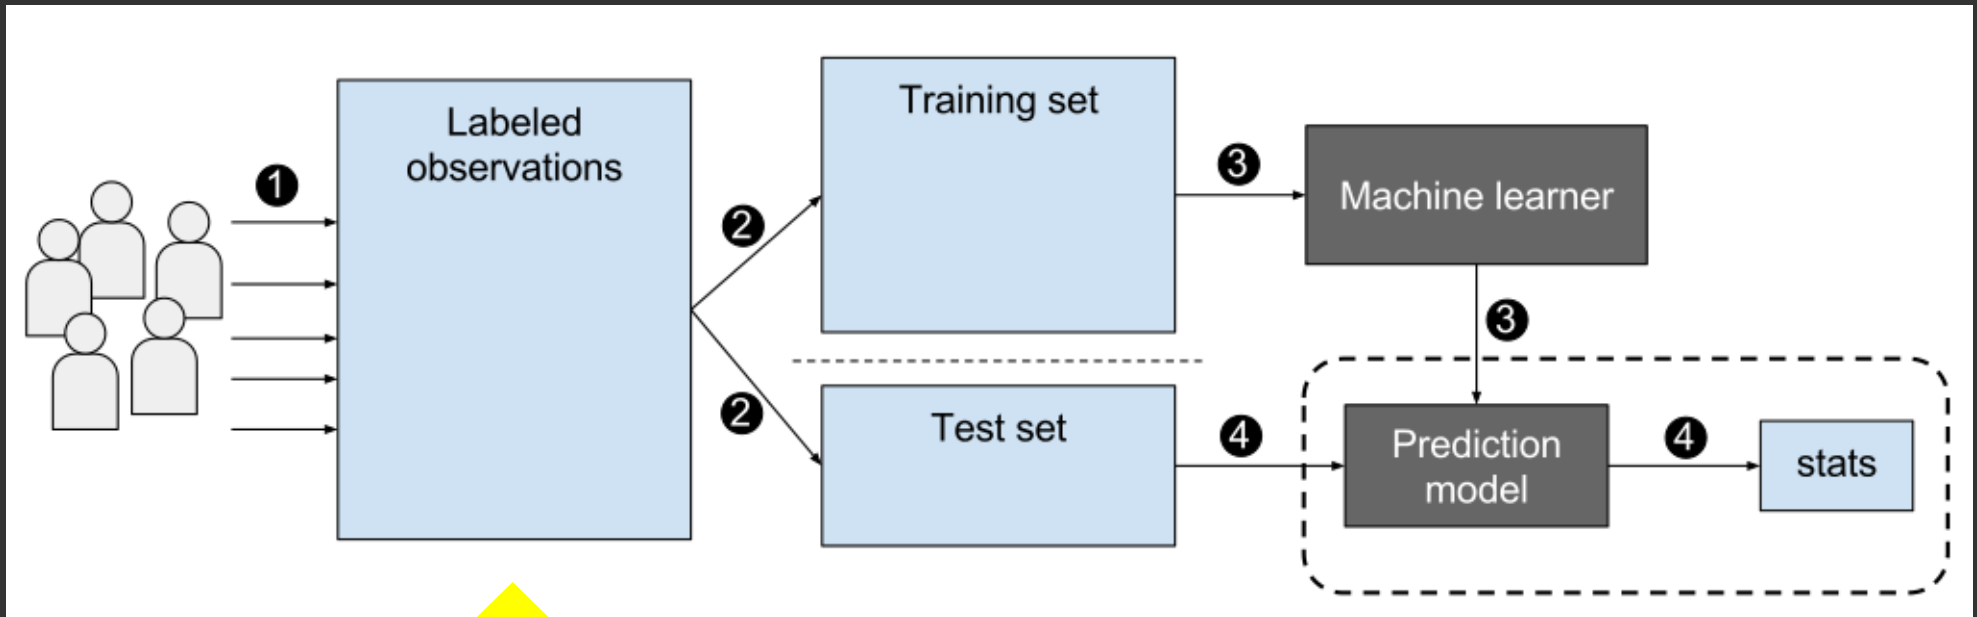 1
Labeled
observations
2
2
Training set
Test set
3
Machine learner
3
4
Prediction
model
4
stats